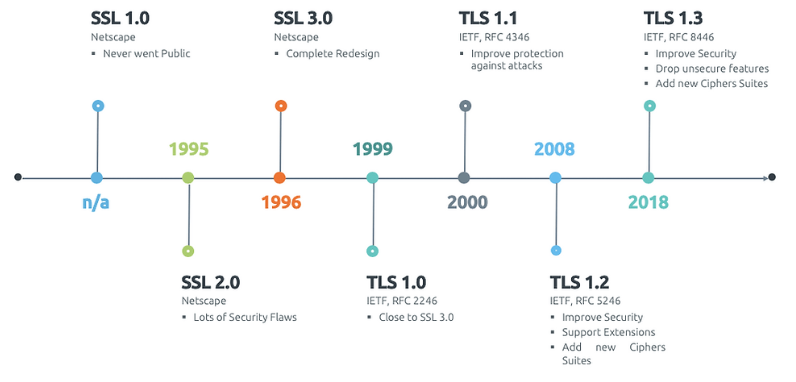 SSL 1.0
Netscape
▪ Never went Public
SSL 3.0
Netscape
▪ Complete Redesign
TLS 1.1
IETF, RFC 4346
▪ Improve protection
against attacks
TLS 1.3
IETF, RFC 8446
▪ Improve Security
▪ Drop unsecure features
▪ Add new Ciphers Suites
1995
1999
2008
n/a
1996
2000
2018
SSL 2.0
Netscape
▪ Lots of Security Flaws
TLS 1.0
IETF, RFC 2246
▪ Close to SSL 3.0
TLS 1.2
IETF, RFC 5246
▪ Improve Security
▪ Support Extensions
▪ Add new Ciphers
Suites